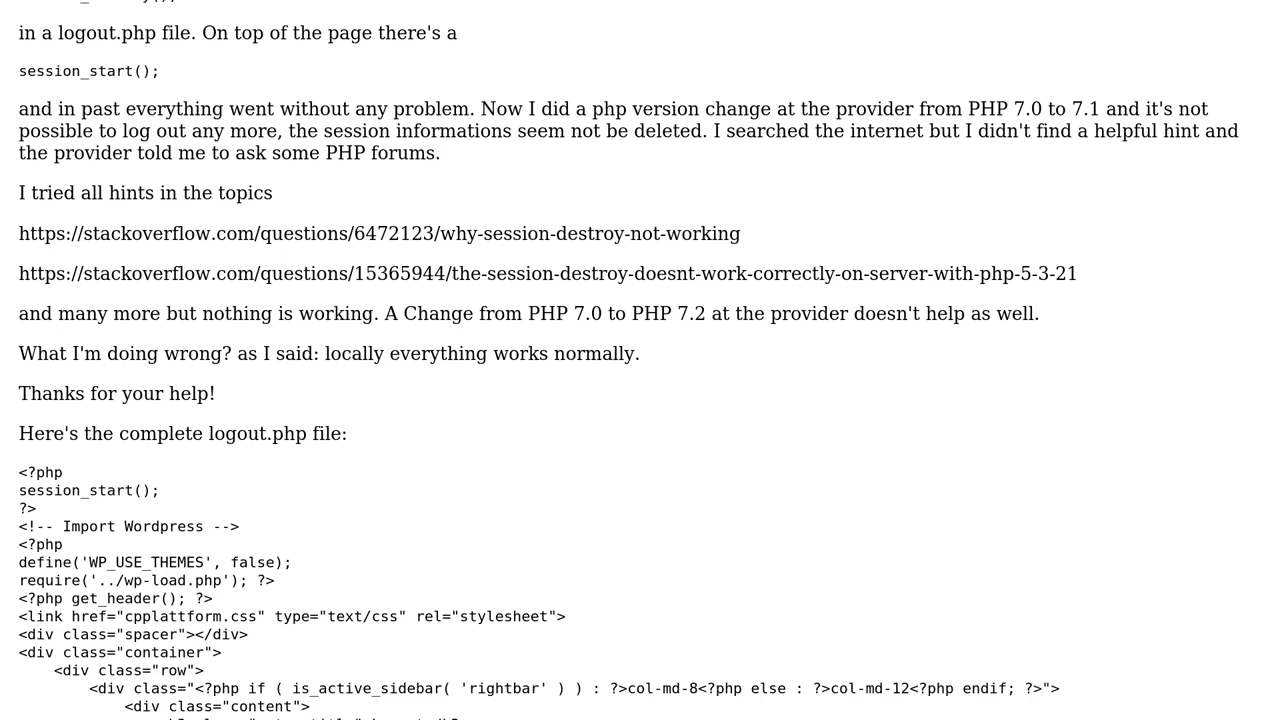 in a logout.php file. On top of the page there's a
session_start();
and in past everything went without any problem. Now I did a php version change at the provider from PHP 7.0 to 7.1 and it's not
possible to log out any more, the session informations seem not be deleted. I searched the internet but I didn't find a helpful hint and
the provider told me to ask some PHP forums.
I tried all hints in the topics
https://stackoverflow.com/questions/6472123/why-session-destroy-not-working
https://stackoverflow.com/questions/15365944/the-session-destroy-doesnt-work-correctly-on-server-with-php-5-3-21
and many more but nothing is working. A Change from PHP 7.0 to PHP 7.2 at the provider doesn't help as well.
What I'm doing wrong? as I said: locally everything works normally.
Thanks for your help!
Here's the complete logout.php file:
<?php
session_start();
?>
<!-- Import Wordpress -->
<?php
define('WP_USE_THEMES', false);
require('../wp-load.php'); ?>
<?php get_header(); ?>
<link href="cpplattform.css" type="text/css" rel="stylesheet">
<div class="spacer"></div>
<div class="container">
    <div class="row">
        <div class="<?php if ( is_active_sidebar( 'rightbar' ) ) : ?>col-md-8<?php else : ?>col-md-12<?php endif; ?>">
            <div class="content">